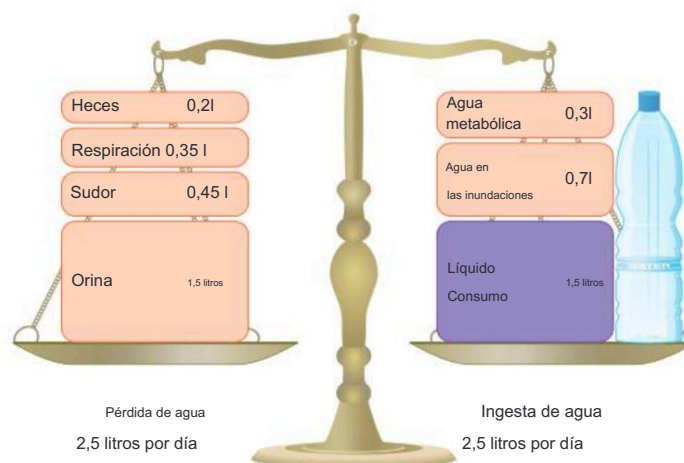 Heces 0,2l
Respiración 0,35 l
Sudor 0,45 l
Orina 1,5 litros
Pérdida de agua
2,5 litros por día
Agua
metabólica 0,3l
Agua en
las inundaciones 0,7l
Líquido
Consumo 1,5 litros
WATER
Ingesta de agua
2,5 litros por día